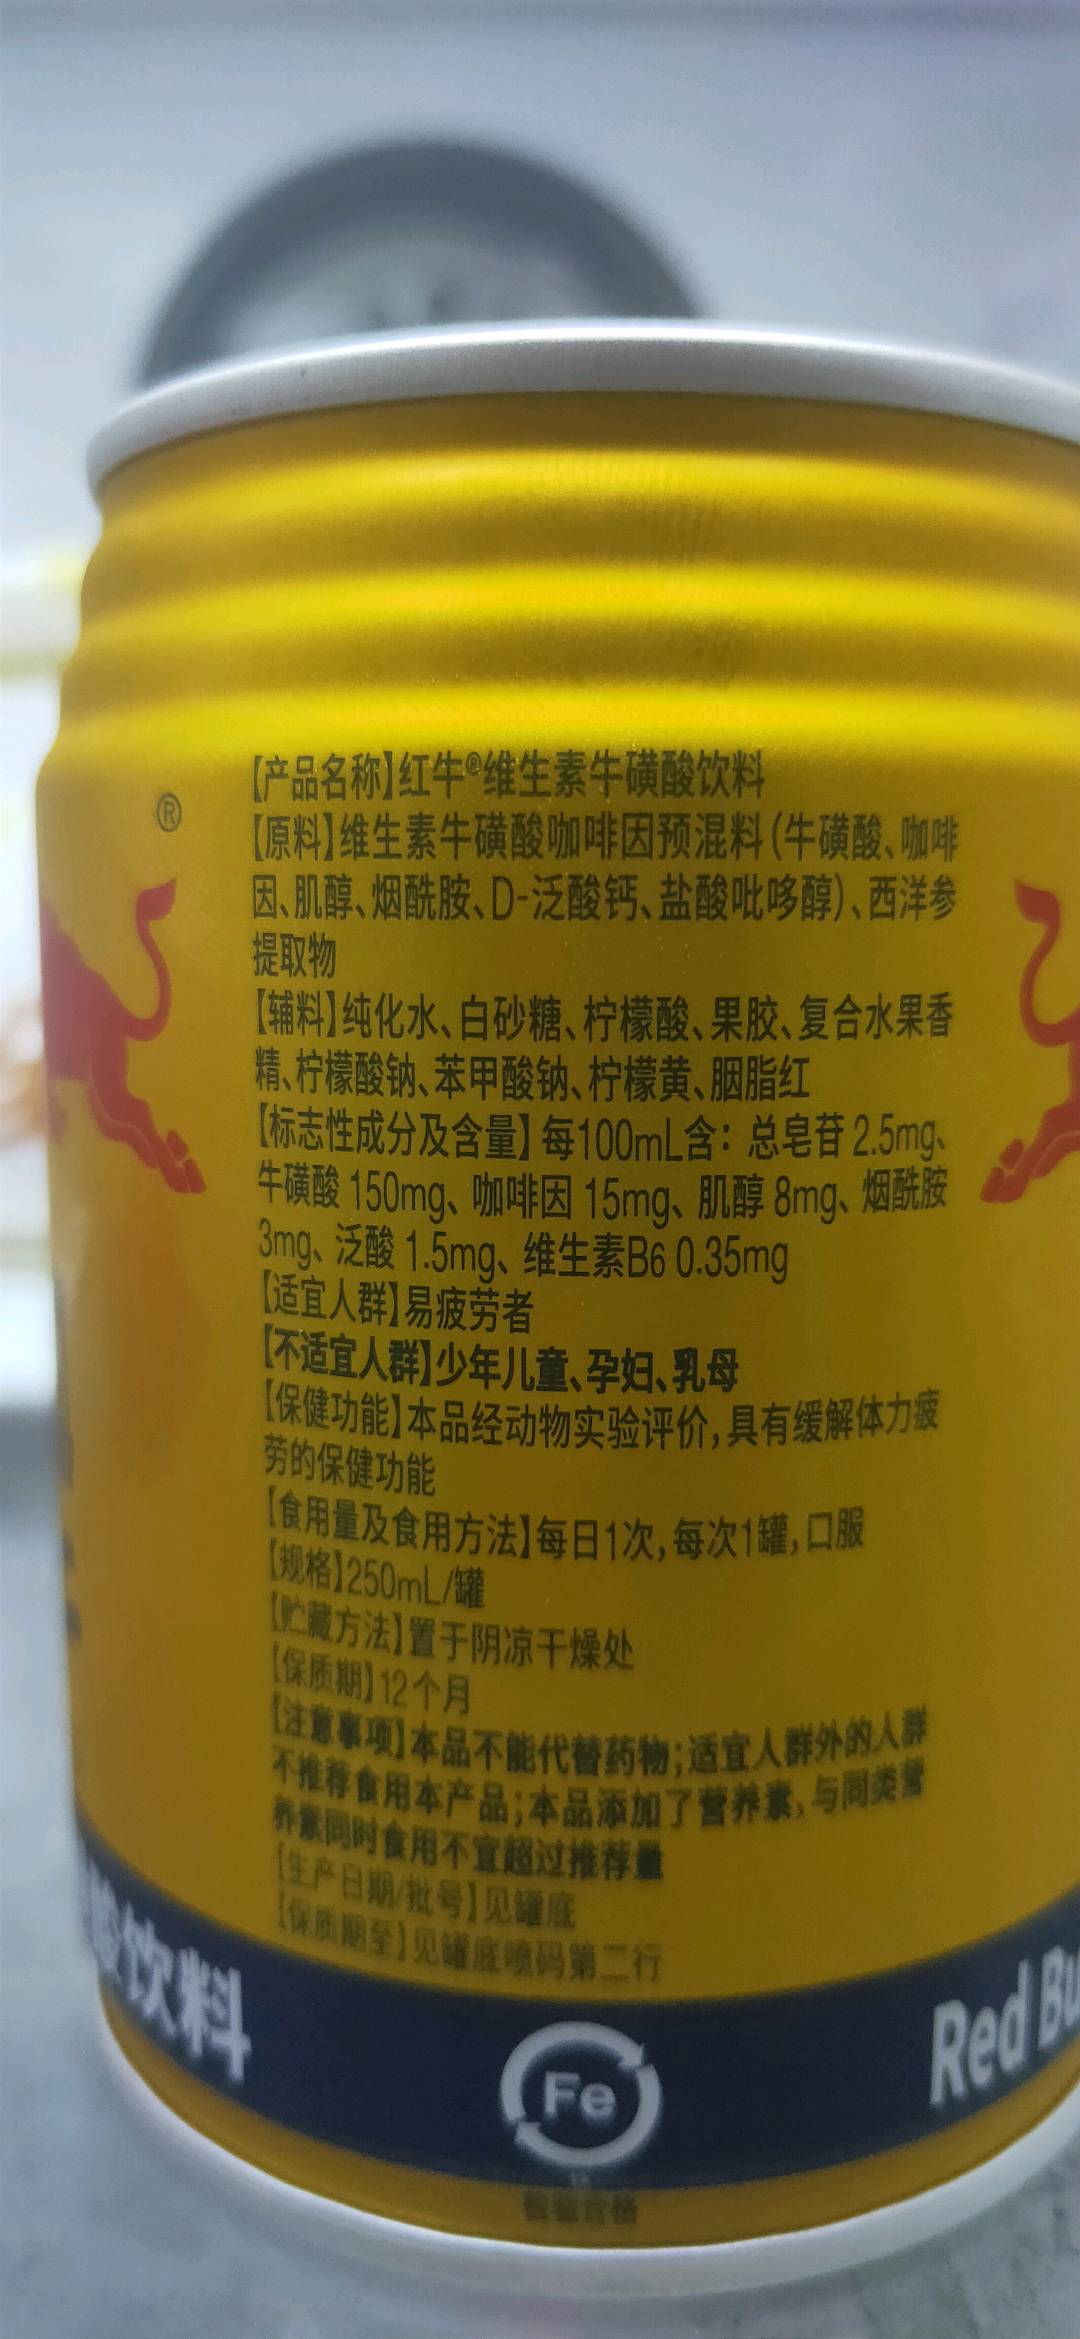 【产品名称】红牛®维生素牛磺酸饮料
【原料】维生素牛磺酸咖啡因预混料(牛磺酸、咖啡
因、肌醇、烟酰胺、D-泛酸钙、盐酸吡哆醇)、西洋参
提取物
【辅料】纯化水、白砂糖、柠檬酸、果胶、复合水果香
精、柠檬酸钠、苯甲酸钠、柠檬黄、胭脂红
【标志性成分及含量】每100mL含：总皂苷 2.5mg、
牛磺酸 150mg、咖啡因 15mg、肌醇 8mg、烟酰胺
3mg、泛酸 1.5mg、维生素B6 0.35mg
【适宜人群】易疲劳者
【不适宜人群】少年儿童、孕妇、乳母
【保健功能】本品经动物实验评价,具有缓解体力疲
劳的保健功能
【食用量及食用方法】每日1次,每次1罐,口服
【规格】250mL/罐
【贮藏方法】置于阴凉干燥处
【保质期】12个月
【注意事项】本品不能代替药物;适宜人群外的人群
不推荐食用本产品;本品添加了营养素,与同类营
养素同时食用不宜超过推荐量
【生产日期/批号】见罐底
【保质期至】见罐底喷码第二行
®
酸饮料
Fe
Red Bu